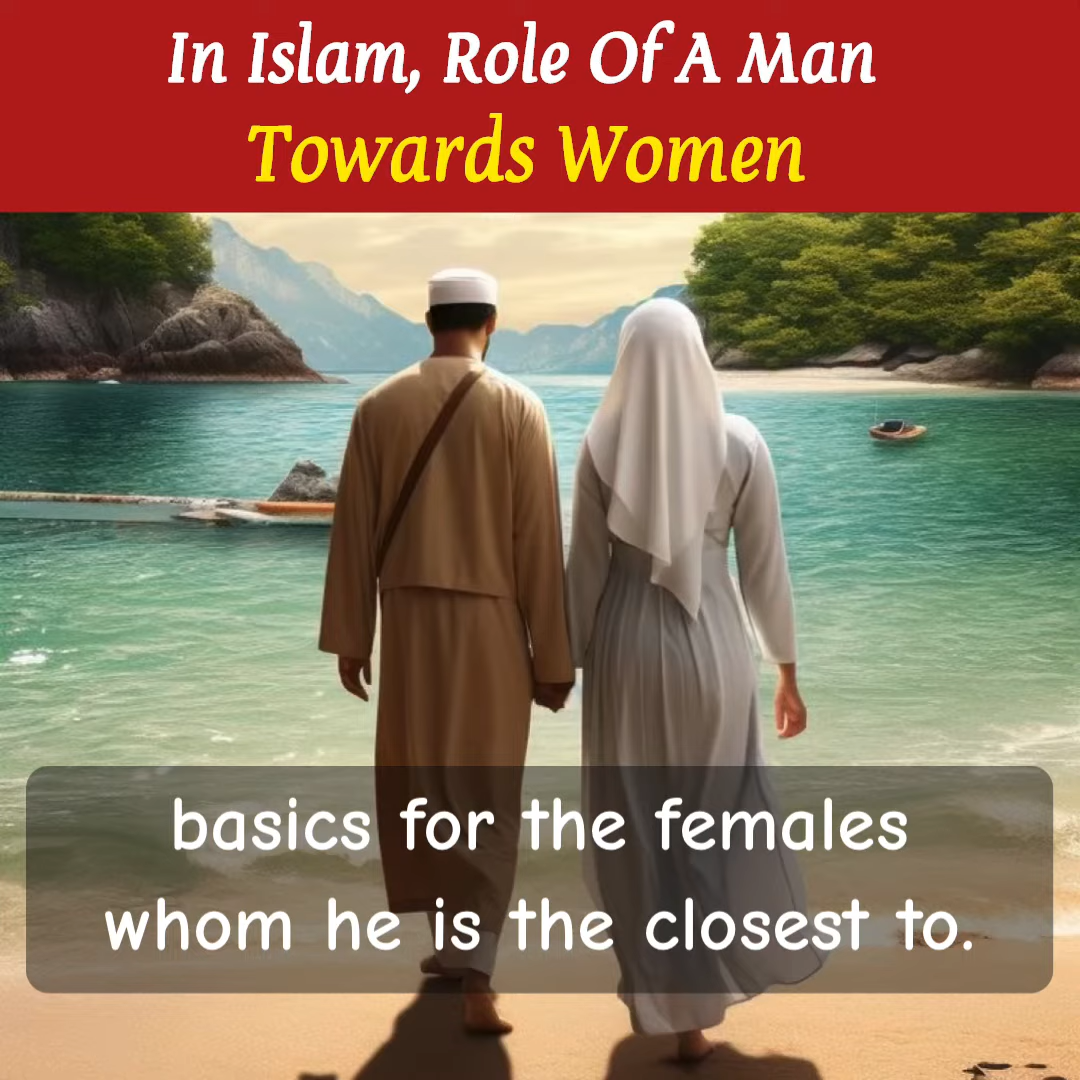 In Islam, Role Of A Man
Towards Women
basics for the females
whom he is the closest to.